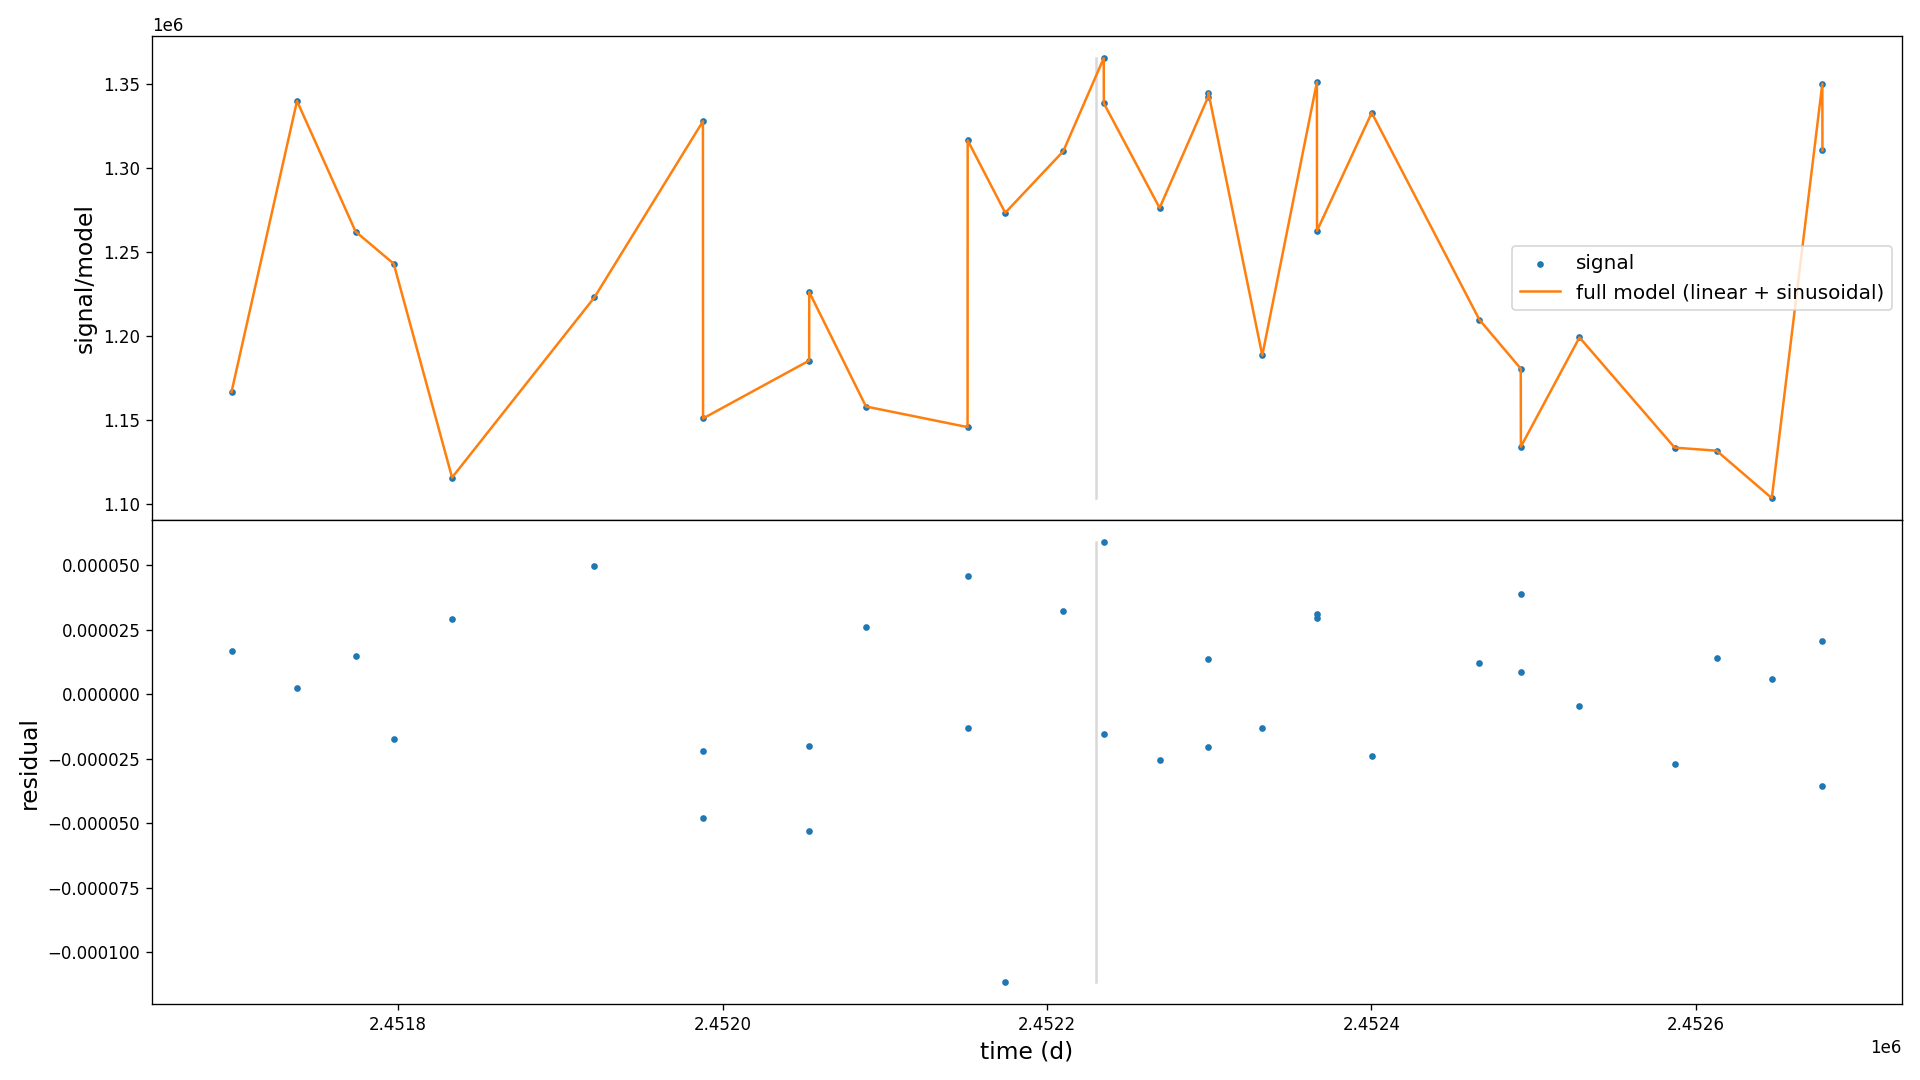 1e6
1.35
1.30
1.25
1.20
1.15
1.10
signal/model
signal
full model (linear + sinusoidal)
0.000050
0.000025
0.000000
−0.000025
−0.000050
−0.000075
−0.000100
residual
2.4518
2.4520
2.4522
2.4524
2.4526
1e6
time (d)